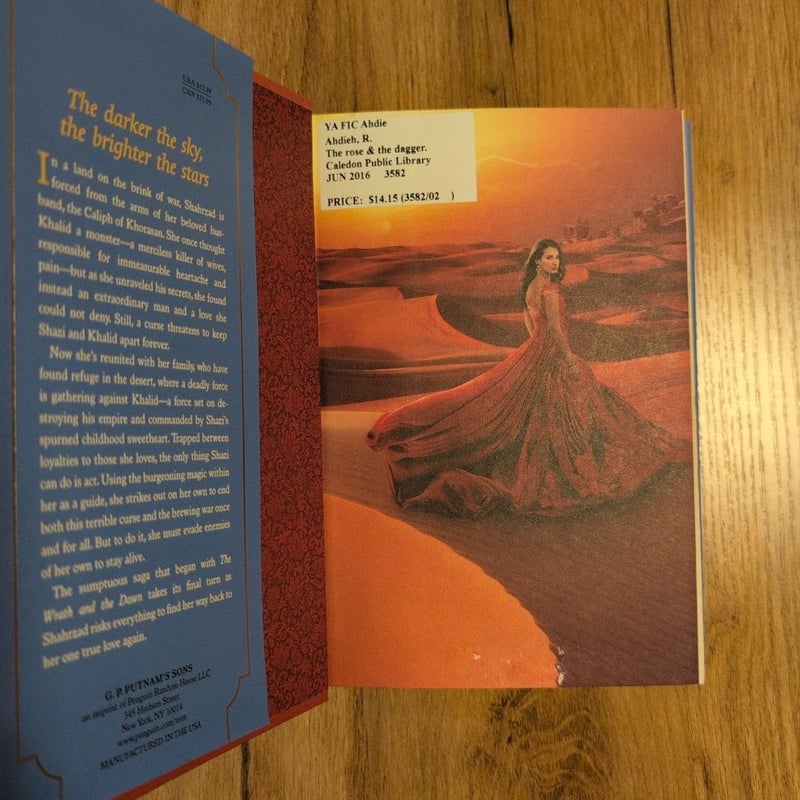 USA $17.99
CAN $23.99
The darker the sky,
the brighter the stars
In a land on the brink of war, Shahrzad is
forced from the arms of her beloved hus-
band, the Caliph of Khorasan. She once thought
Khalid a monster—a merciless killer of wives,
responsible for immeasurable heartache and
pain—but as she unraveled his secrets, she found
instead an extraordinary man and a love she
could not deny. Still, a curse threatens to keep
Shazi and Khalid apart forever.
Now she's reunited with her family, who have
found refuge in the desert, where a deadly force
is gathering against Khalid—a force set on de-
stroying his empire and commanded by Shazi's
spurned childhood sweetheart. Trapped between
loyalties to those she loves, the only thing Shazi
can do is act. Using the burgeoning magic within
her as a guide, she strikes out on her own to end
both this terrible curse and the brewing war once
and for all. But to do it, she must evade enemies
of her own to stay alive.
The sumptuous saga that began with The
Wrath and the Dawn takes its final turn as
Shahrzad risks everything to find her way back to
her one true love again.
G. P. PUTNAM'S SONS
an imprint of Penguin Random House LLC
345 Hudson Street
New York, NY 10014
www.penguin.com/teen
MANUFACTURED IN THE USA
YA FIC Ahdie
Ahdieh, R.
The rose & the dagger.
Caledon Public Library
JUN 2016 3582
PRICE: $14.15 (3582/02 )